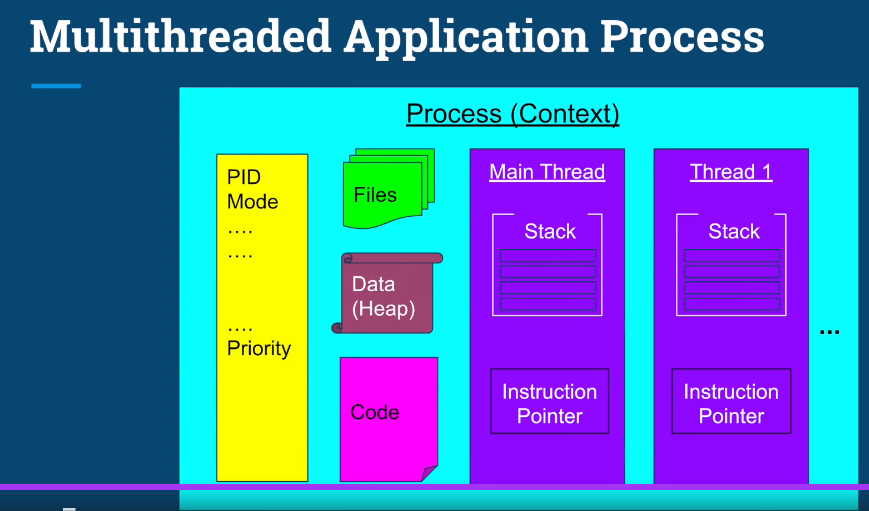 Multithreaded Application Process
Process (Context)
PID
Mode
....
....
....
Priority
Files
Data
(Heap)
Code
Main Thread
Stack
Instruction
Pointer
Thread 1
Stack
Instruction
Pointer
...